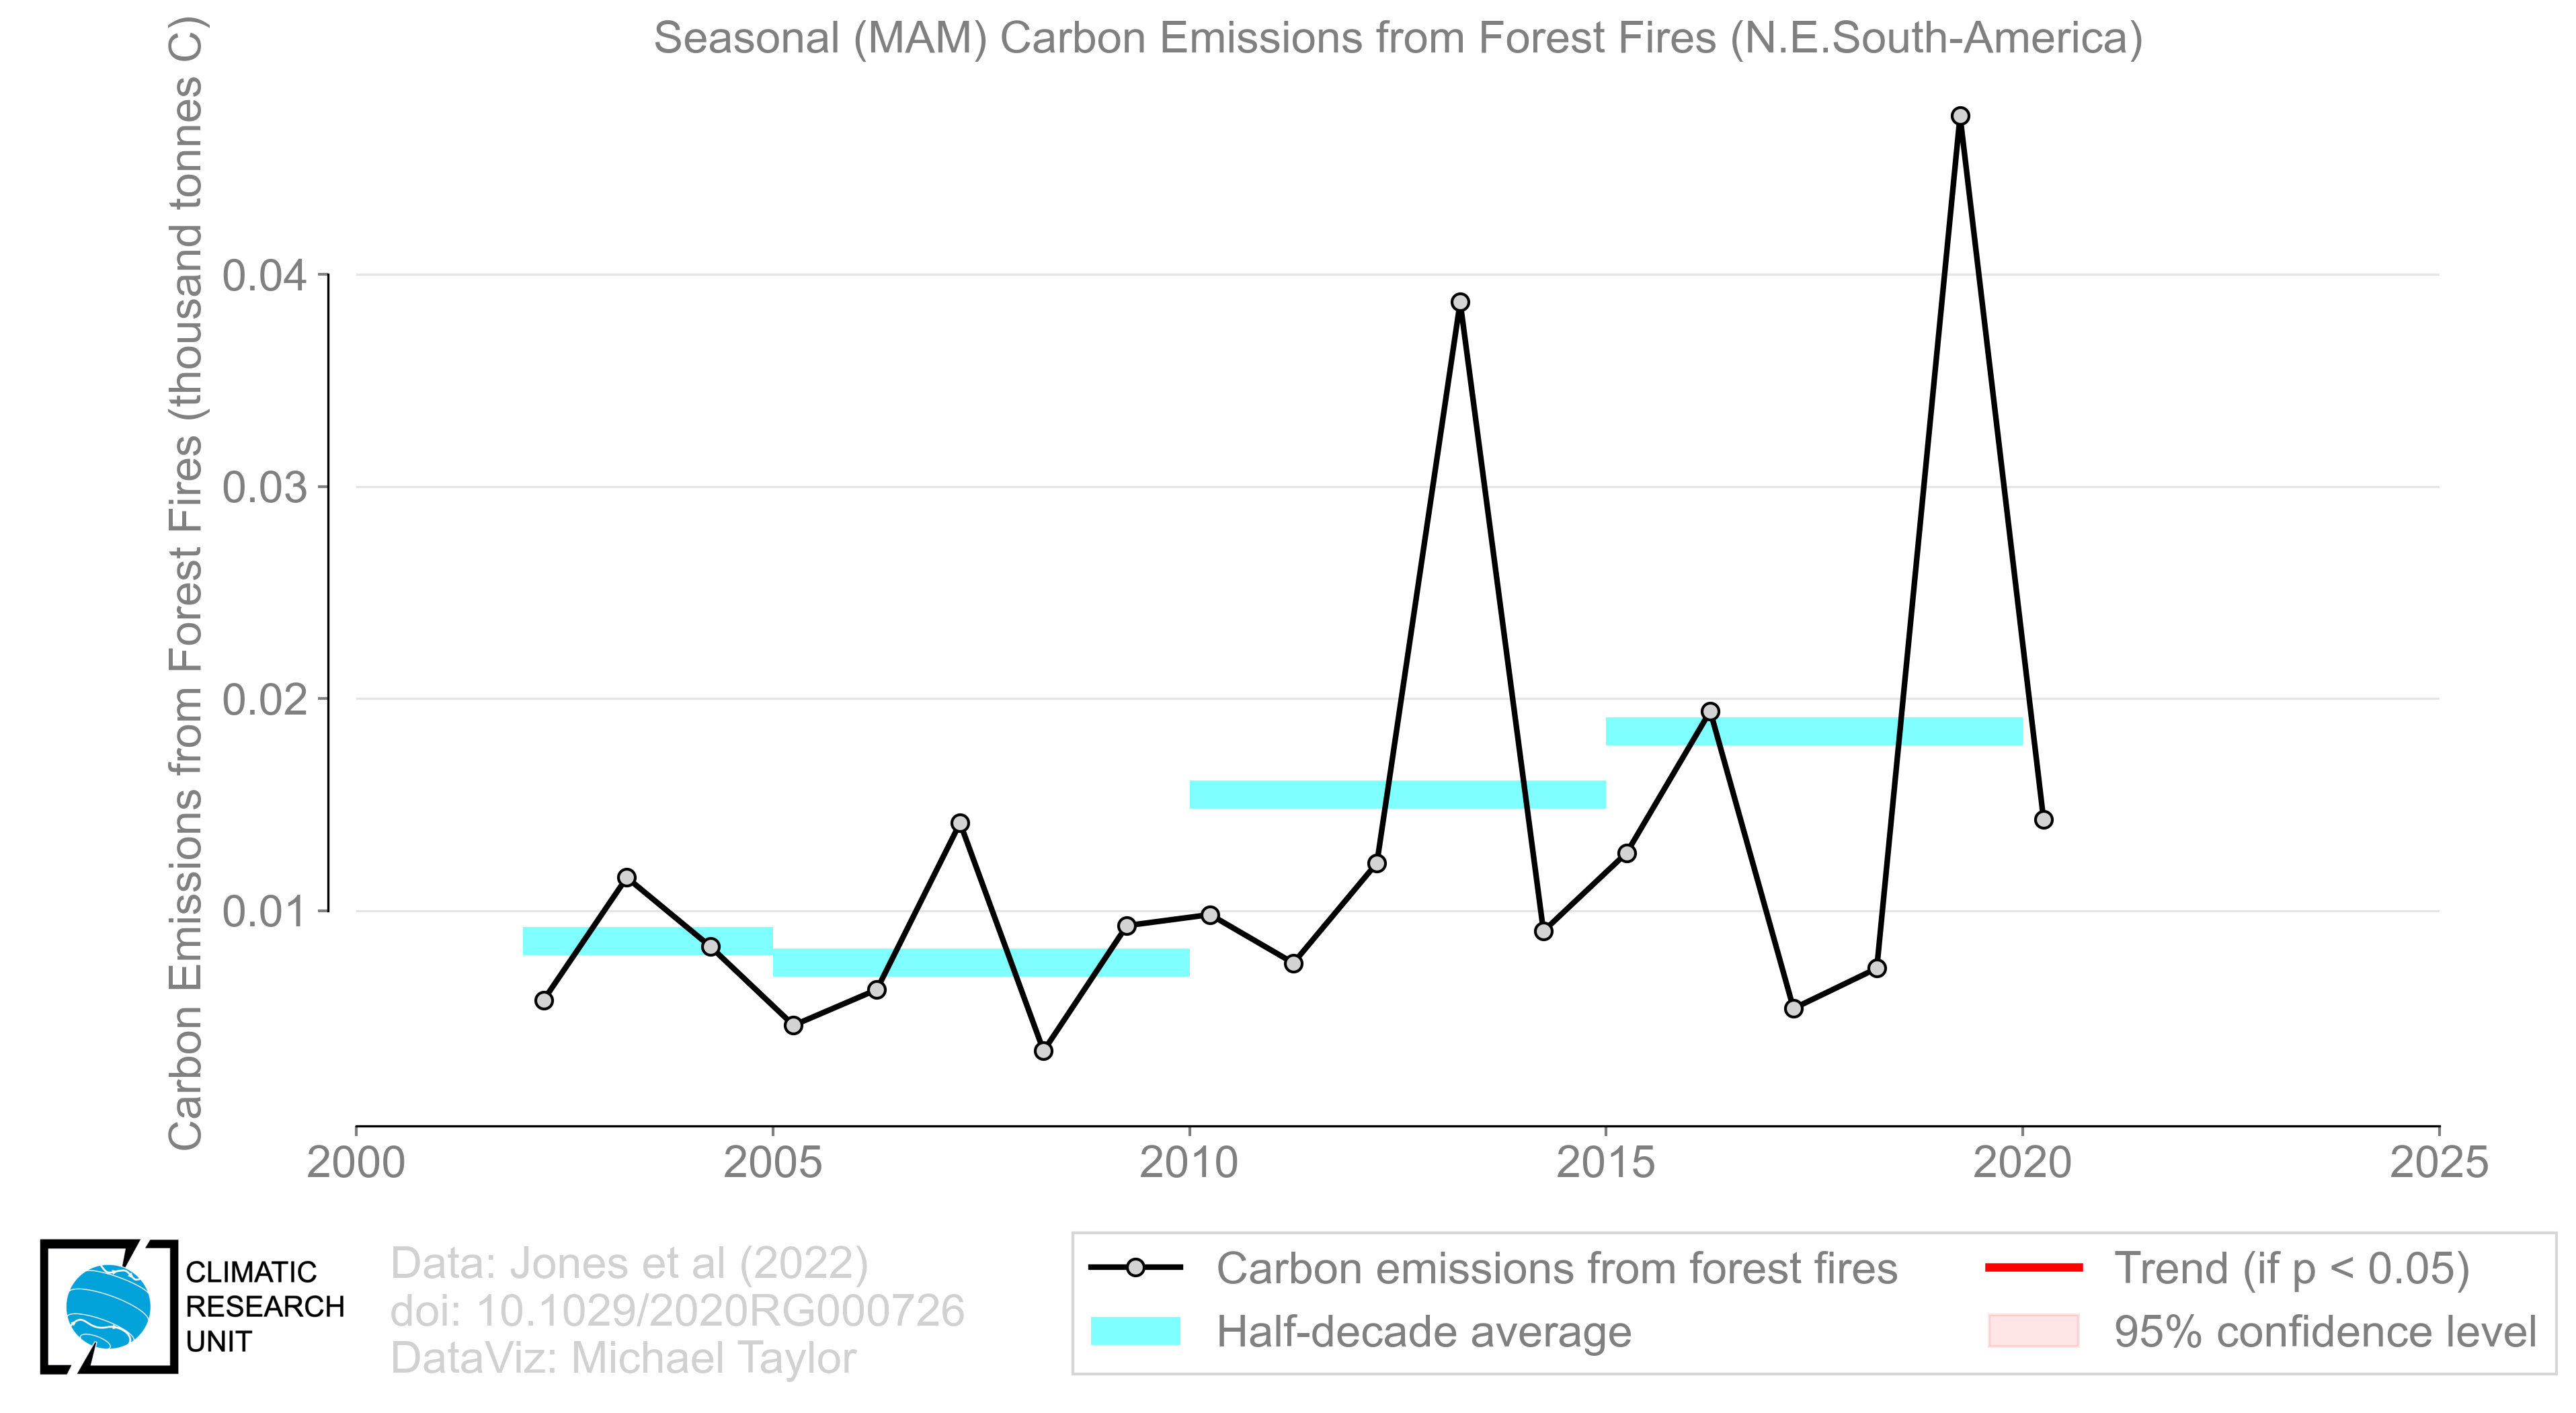 Seasonal (MAM) Carbon Emissions from Forest Fires (N.E.South-America)
Carbon Emissions from Forest Fires (thousand tonnes C)
0.04
0.03
0.02
0.01
2000 2005 2010 2015 2020 2025
CLIMATIC
RESEARCH
UNIT
Data: Jones et al (2022)
doi: 10.1029/2020RG000726
DataViz: Michael Taylor
Carbon emissions from forest fires
Half-decade average
Trend (if p < 0.05)
95% confidence level